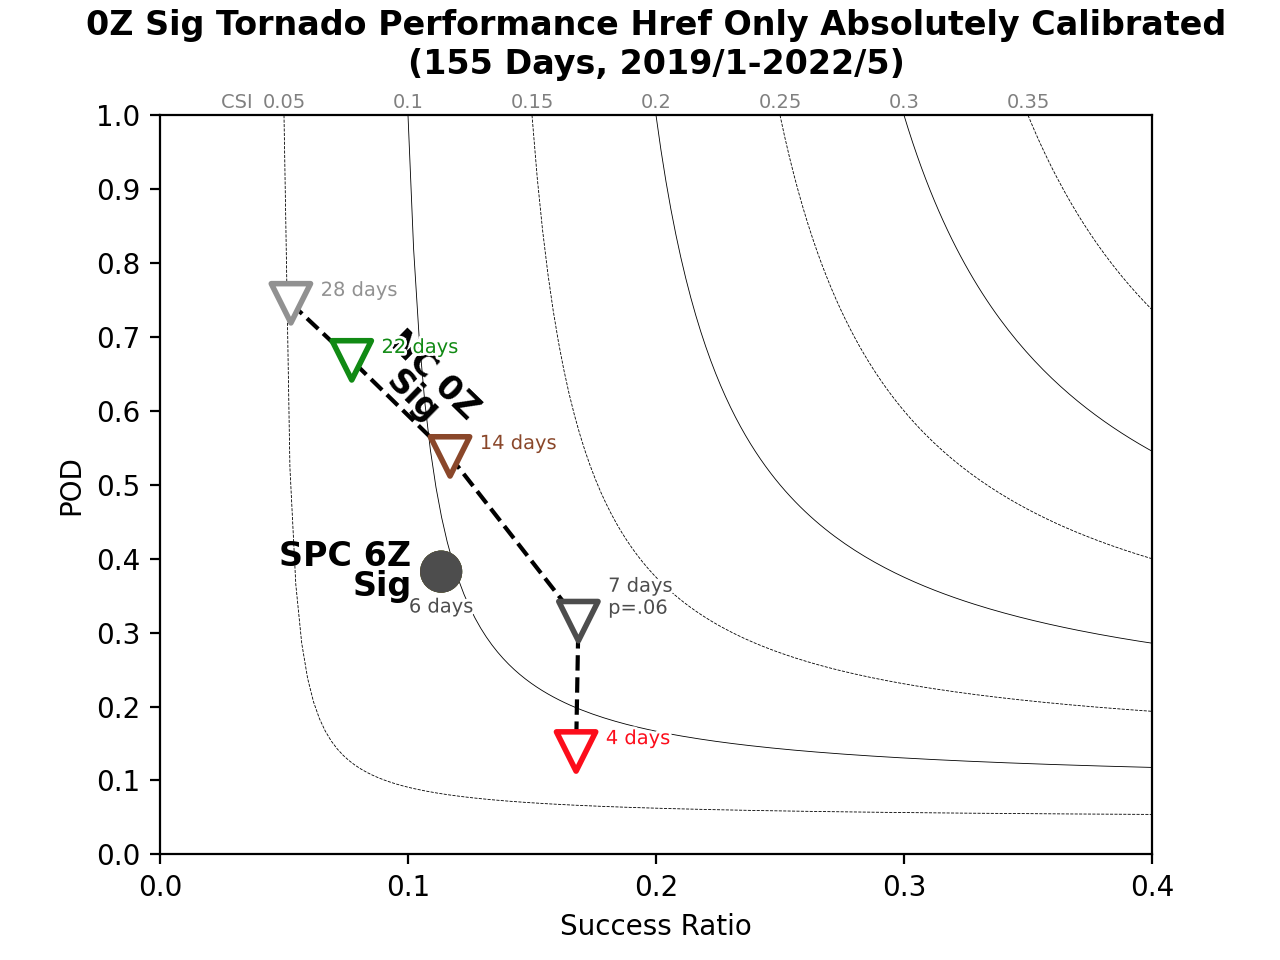 0Z Sig Tornado Performance Href Only Absolutely Calibrated
(155 Days, 2019/1-2022/5)
CSI 0.05 0.1 0.15 0.2 0.25 0.3 0.35
1.0
0.9
0.8
0.7
0.6
0.5
0.4
0.3
0.2
0.1
0.0
POD
28 days
22 days
0Z
Sig
14 days
SPC 6Z
Sig
6 days
7 days
p=.06
4 days
0.0 0.1 0.2 0.3 0.4
Success Ratio